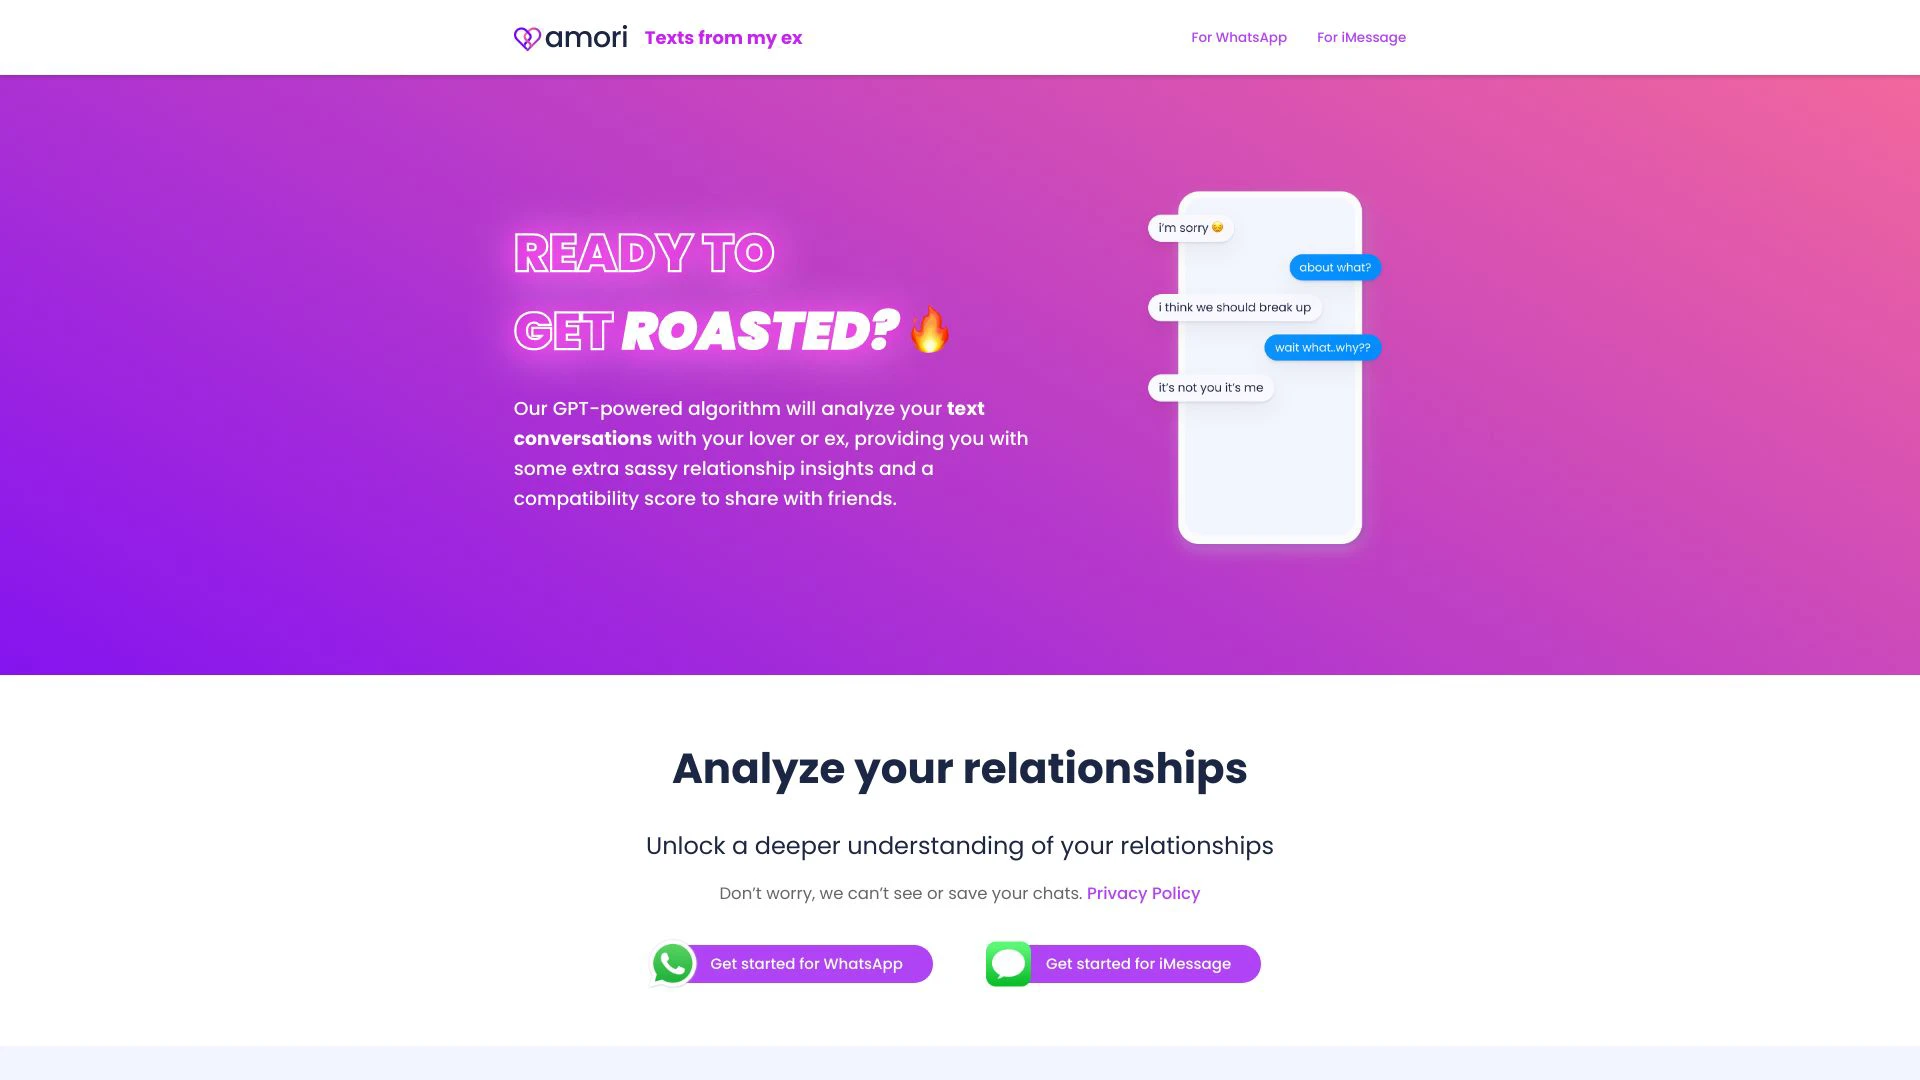 amori Texts from my ex
For WhatsApp For iMessage
READY TO
GET ROASTED? 🔥
Our GPT-powered algorithm will analyze your text
conversations with your lover or ex, providing you with
some extra sassy relationship insights and a
compatibility score to share with friends.
i'm sorry 😔
about what?
i think we should break up
wait what..why??
it's not you it's me
Analyze your relationships
Unlock a deeper understanding of your relationships
Don't worry, we can't see or save your chats. Privacy Policy
Get started for WhatsApp
Get started for iMessage